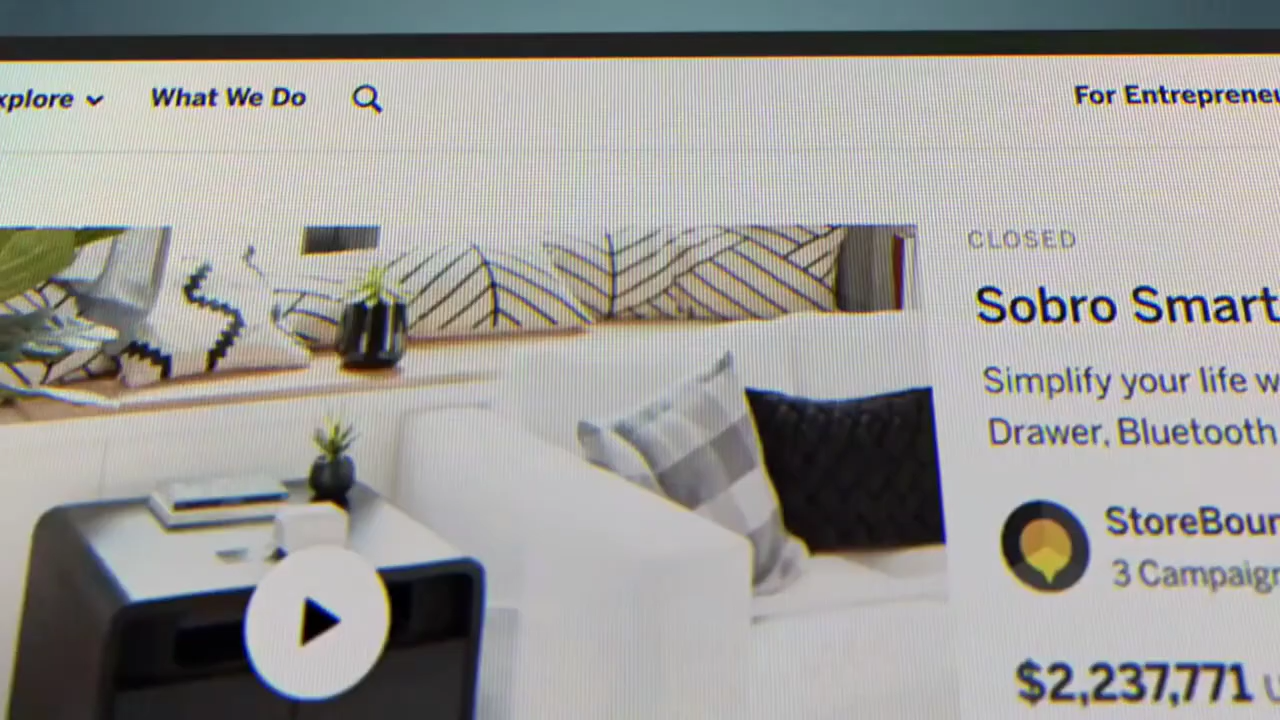 xplore What We Do For Entrepreneu
CLOSED
Sobro Smart
Simplify your life w
Drawer, Bluetooth
StoreBoun
3 Campaign
$2,237,771 U